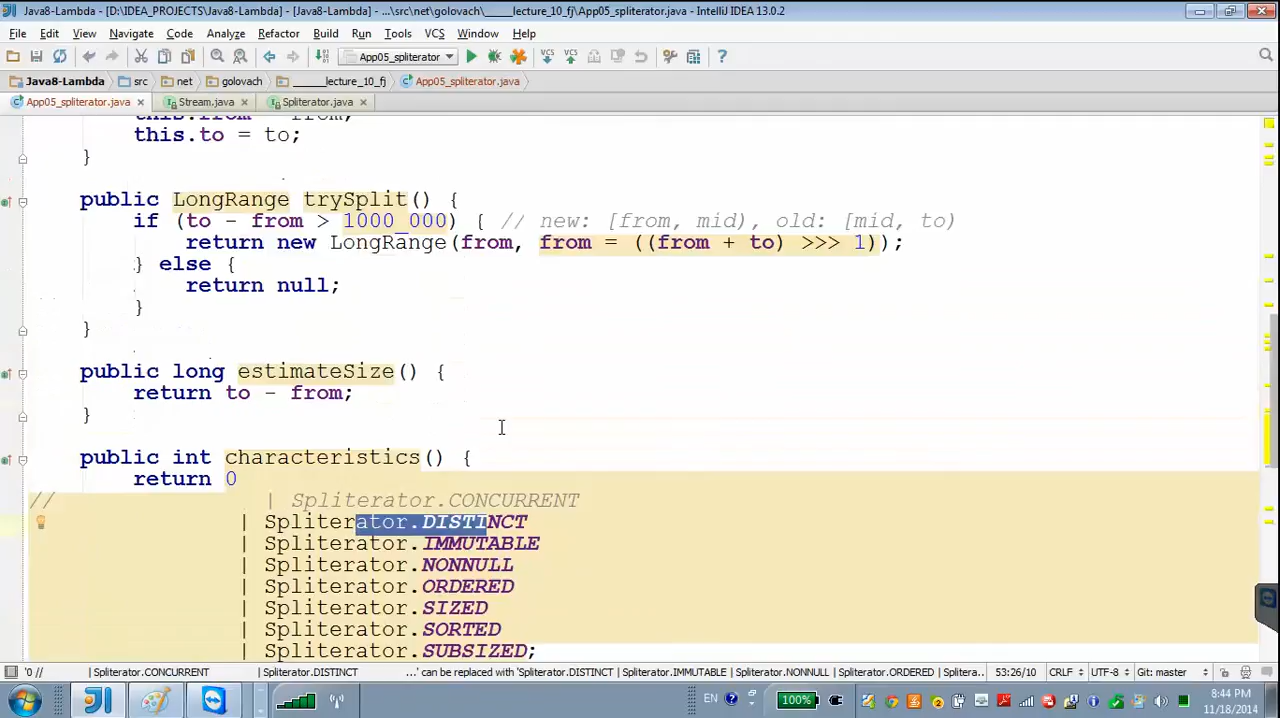 Java8-Lambda - [D:\IDEA_PROJECTS\Java8-Lambda] - [Java8-Lambda] - ...\src\net\golovach\_____lecture_10_fj\App05_spliterator.java - IntelliJ IDEA 13.0.2
File Edit View Navigate Code Analyze Refactor Build Run Tools VCS Window Help
App05_spliterator
Java8-Lambda src net golovach _____lecture_10_fj App05_spliterator.java
App05_spliterator.java Stream.java Spliterator.java
this.from = from;
this.to = to;
}
public LongRange trySplit() {
if (to - from > 1000_000) { // new: [from, mid), old: [mid, to)
return new LongRange(from, from = ((from + to) >>> 1));
} else {
return null;
}
}
public long estimateSize() {
return to - from;
}
public int characteristics() {
return 0
// | Spliterator.CONCURRENT
| Spliterator.DISTINCT
| Spliterator.IMMUTABLE
| Spliterator.NONNULL
| Spliterator.ORDERED
| Spliterator.SIZED
| Spliterator.SORTED
| Spliterator.SUBSIZED;
'0 // | Spliterator.CONCURRENT | Spliterator.DISTINCT ...' can be replaced with 'Spliterator.DISTINCT | Spliterator.IMMUTABLE | Spliterator.NONNULL | Spliterator.ORDERED | Splitera... 53:26/10 CRLF UTF-8 Git: master
EN 100% 8:44 PM
11/18/2014